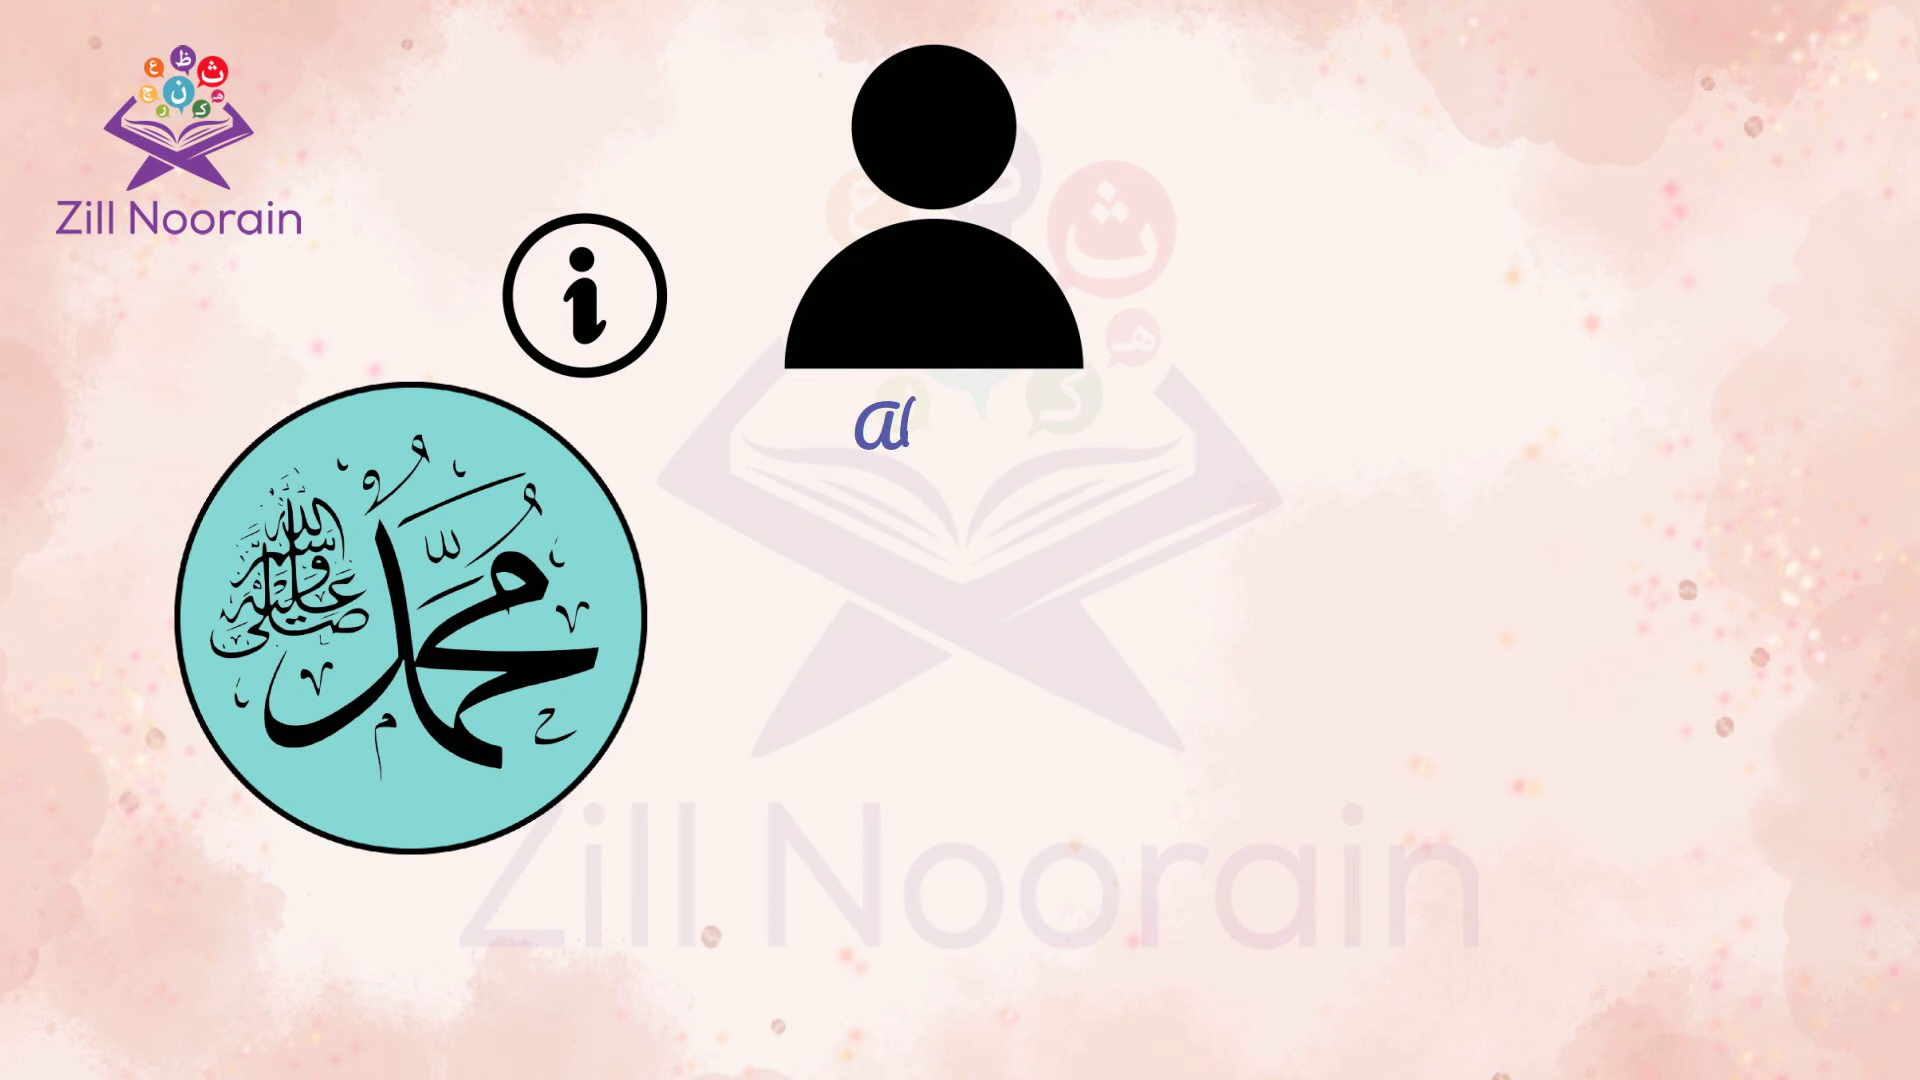 ع ظ ث
ج ن ه
ر ک
Zill Noorain
i
al
محمد
صلى الله عليه وسلم
ث
ه
ک
Zill Noorain